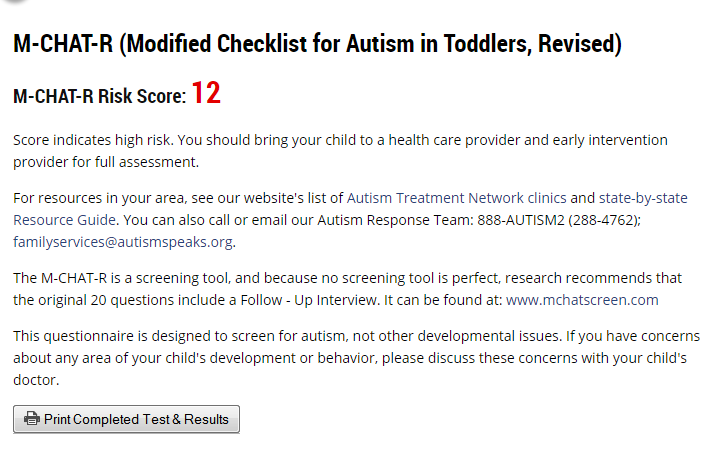 M-CHAT-R (Modified Checklist for Autism in Toddlers, Revised)
M-CHAT-R Risk Score: 12
Score indicates high risk. You should bring your child to a health care provider and early intervention
provider for full assessment.
For resources in your area, see our website's list of Autism Treatment Network clinics and state-by-state
Resource Guide. You can also call or email our Autism Response Team: 888-AUTISM2 (288-4762);
familyservices@autismspeaks.org.
The M-CHAT-R is a screening tool, and because no screening tool is perfect, research recommends that
the original 20 questions include a Follow - Up Interview. It can be found at: www.mchatscreen.com
This questionnaire is designed to screen for autism, not other developmental issues. If you have concerns
about any area of your child's development or behavior, please discuss these concerns with your child's
doctor.
Print Completed Test & Results